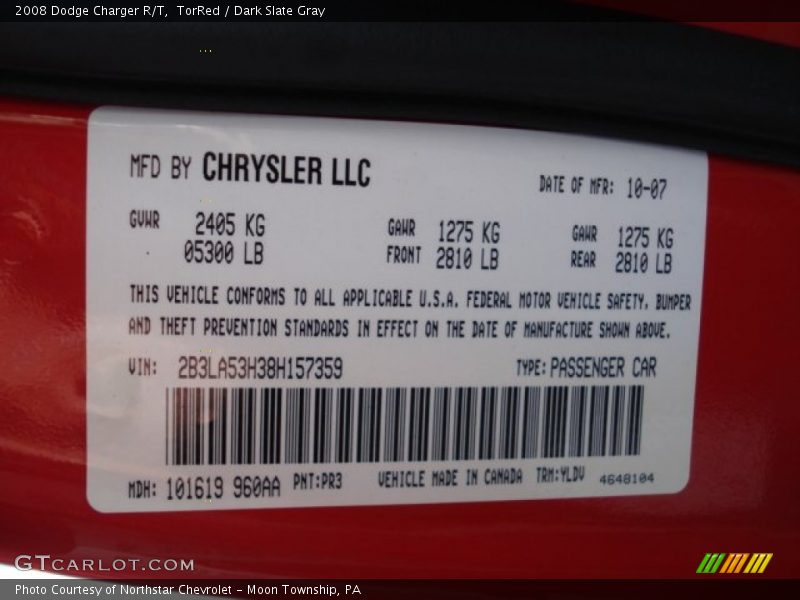 2008 Dodge Charger R/T,  TorRed / Dark Slate Gray
MFD BY CHRYSLER LLC
DATE OF MFR: 10-07
GVWR 2405 KG
05300 LB
GAWR 1275 KG
FRONT 2810 LB
GAWR 1275 KG
REAR 2810 LB
THIS VEHICLE CONFORMS TO ALL APPLICABLE U.S.A. FEDERAL MOTOR VEHICLE SAFETY, BUMPER
AND THEFT PREVENTION STANDARDS IN EFFECT ON THE DATE OF MANUFACTURE SHOWN ABOVE.
VIN: 2B3LA53H38H157359 TYPE: PASSENGER CAR
MDH: 101619 960AA PNT:PR3 VEHICLE MADE IN CANADA TRM:YLDV 4648104
GTCARLOT.COM
Photo Courtesy of Northstar Chevrolet - Moon Township, PA